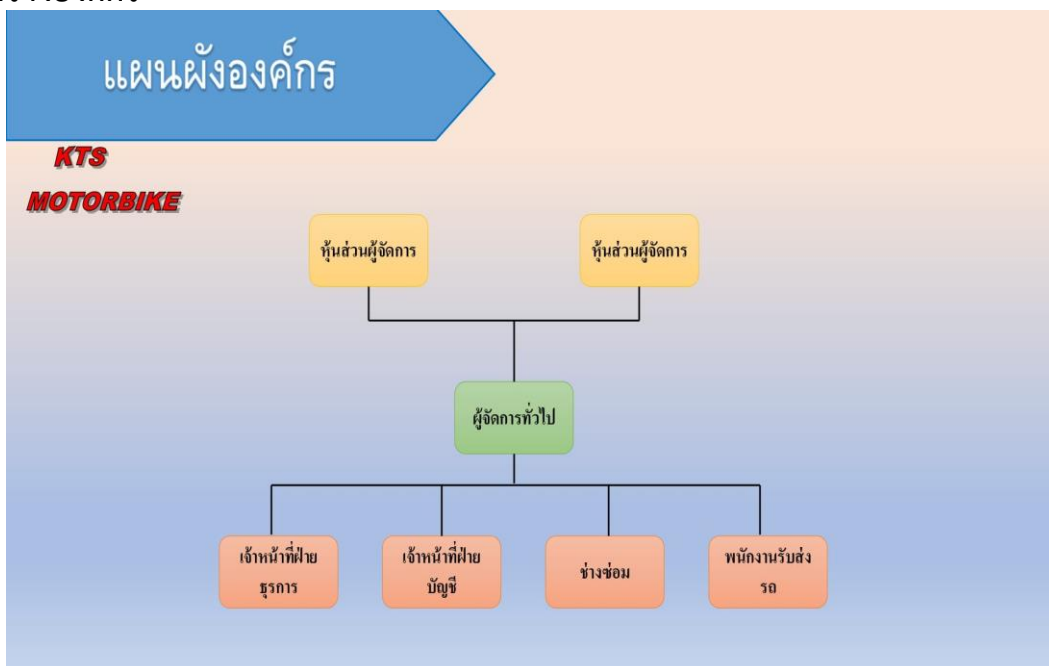 แผนผังองค์กร
KTS
MOTORBIKE
หุ้นส่วนผู้จัดการ
หุ้นส่วนผู้จัดการ
ผู้จัดการทั่วไป
เจ้าหน้าที่ฝ่าย
ธุรการ
เจ้าหน้าที่ฝ่าย
บัญชี
ช่างซ่อม
พนักงานรับส่ง
รถ